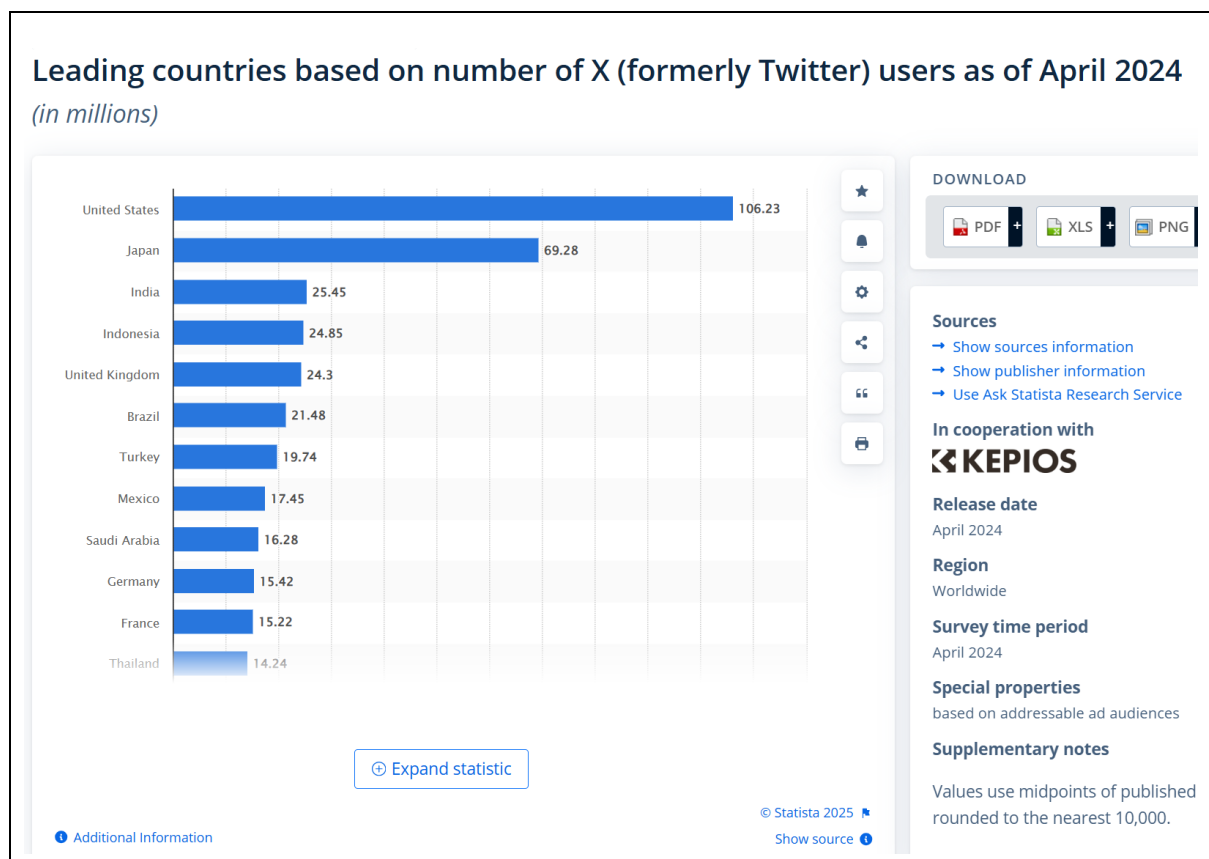 Leading countries based on number of X (formerly Twitter) users as of April 2024
(in millions)
United States 106.23
Japan 69.28
India 25.45
Indonesia 24.85
United Kingdom 24.3
Brazil 21.48
Turkey 19.74
Mexico 17.45
Saudi Arabia 16.28
Germany 15.42
France 15.22
Thailand 14.24
Expand statistic
© Statista 2025
Additional Information
Show source
DOWNLOAD
PDF + XLS + PNG
Sources
Show sources information
Show publisher information
Use Ask Statista Research Service
In cooperation with
KEPIOS
Release date
April 2024
Region
Worldwide
Survey time period
April 2024
Special properties
based on addressable ad audiences
Supplementary notes
Values use midpoints of published
rounded to the nearest 10,000.